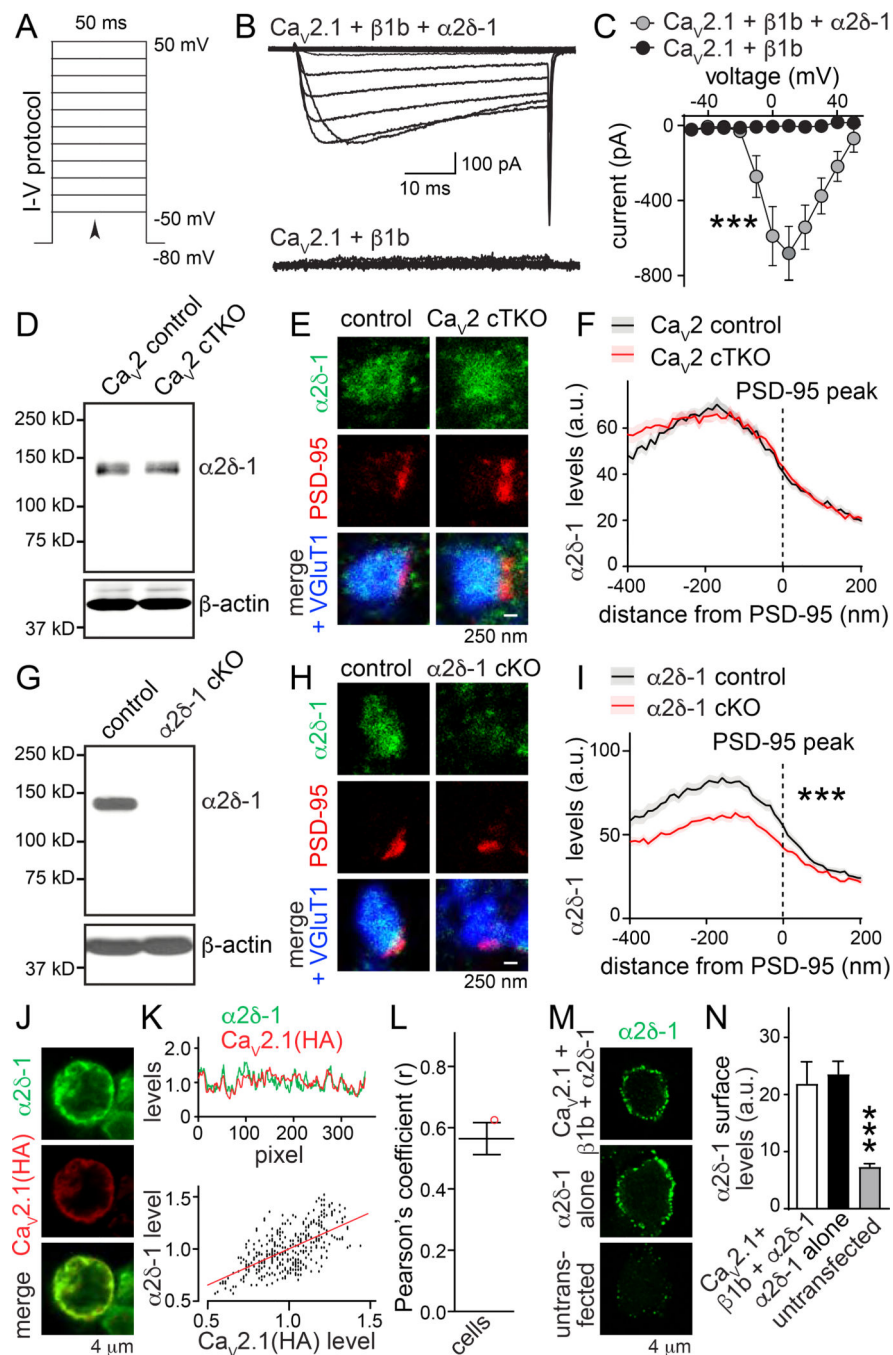 A
50 ms
50 mV
I-V protocol
-50 mV
-80 mV
B
CaV2.1 + β1b + α2δ-1
100 pA
10 ms
CaV2.1 + β1b
C
CaV2.1 + β1b + α2δ-1
CaV2.1 + β1b
voltage (mV)
-40 0 40
0
-400
-800
current (pA)
***
D
CaV2 control
CaV2 cTKO
250 kD
150 kD
100 kD
75 kD
37 kD
α2δ-1
β-actin
E
control CaV2 cTKO
α2δ-1
PSD-95
merge
+ VGluT1
250 nm
F
CaV2 control
CaV2 cTKO
PSD-95 peak
α2δ-1 levels (a.u.)
60
40
20
0
-400 -200 0 200
distance from PSD-95 (nm)
G
control
α2δ-1 cKO
250 kD
150 kD
100 kD
75 kD
37 kD
α2δ-1
β-actin
H
control α2δ-1 cKO
α2δ-1
PSD-95
merge
+ VGluT1
250 nm
I
α2δ-1 control
α2δ-1 cKO
PSD-95 peak
***
α2δ-1 levels (a.u.)
100
50
0
-400 -200 0 200
distance from PSD-95 (nm)
J
α2δ-1
CaV2.1(HA)
merge
4 μm
K
α2δ-1
CaV2.1(HA)
levels
2.0
1.0
0
0 100 200 300
pixel
α2δ-1 level
1.5
1.0
0.5
0.5 1.0 1.5
CaV2.1(HA) level
L
Pearson's coefficient (r)
0.8
0.6
0.4
0.2
0.0
cells
M
α2δ-1
CaV2.1 +
β1b + α2δ-1
α2δ-1
alone
untrans-
fected
4 μm
N
α2δ-1 surface
levels (a.u.)
30
20
10
0
***
CaV2.1+
β1b + α2δ-1
α2δ-1 alone
untransfected